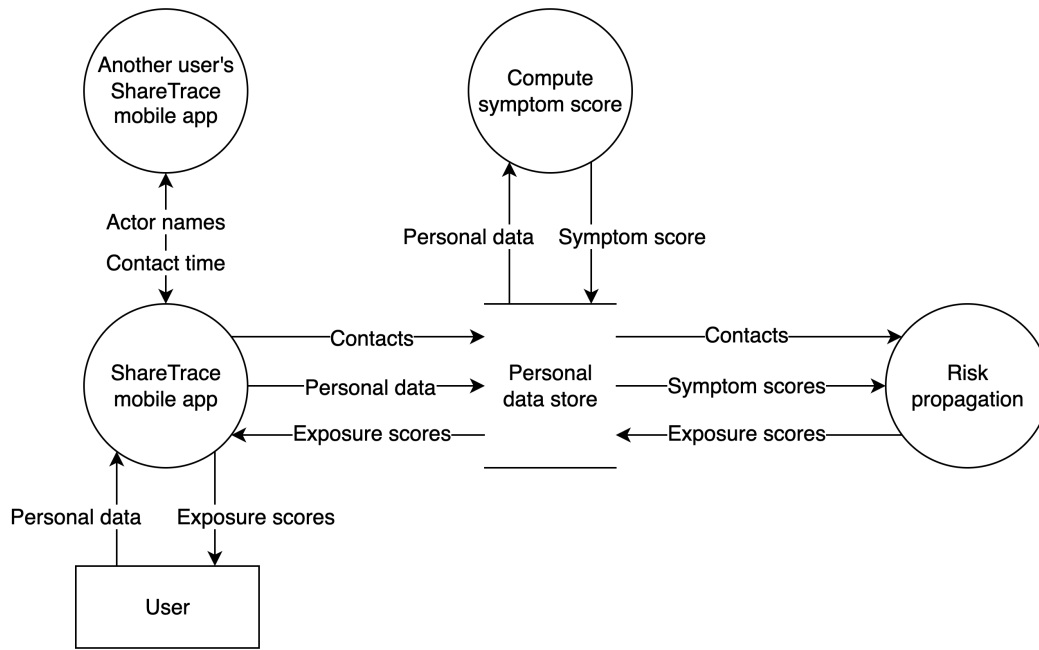 Another user's
ShareTrace
mobile app
Compute
symptom score
Actor names
Contact time
Personal data
Symptom score
ShareTrace
mobile app
Contacts
Personal data
Exposure scores
Personal
data store
Contacts
Symptom scores
Exposure scores
Risk
propagation
Personal data
Exposure scores
User